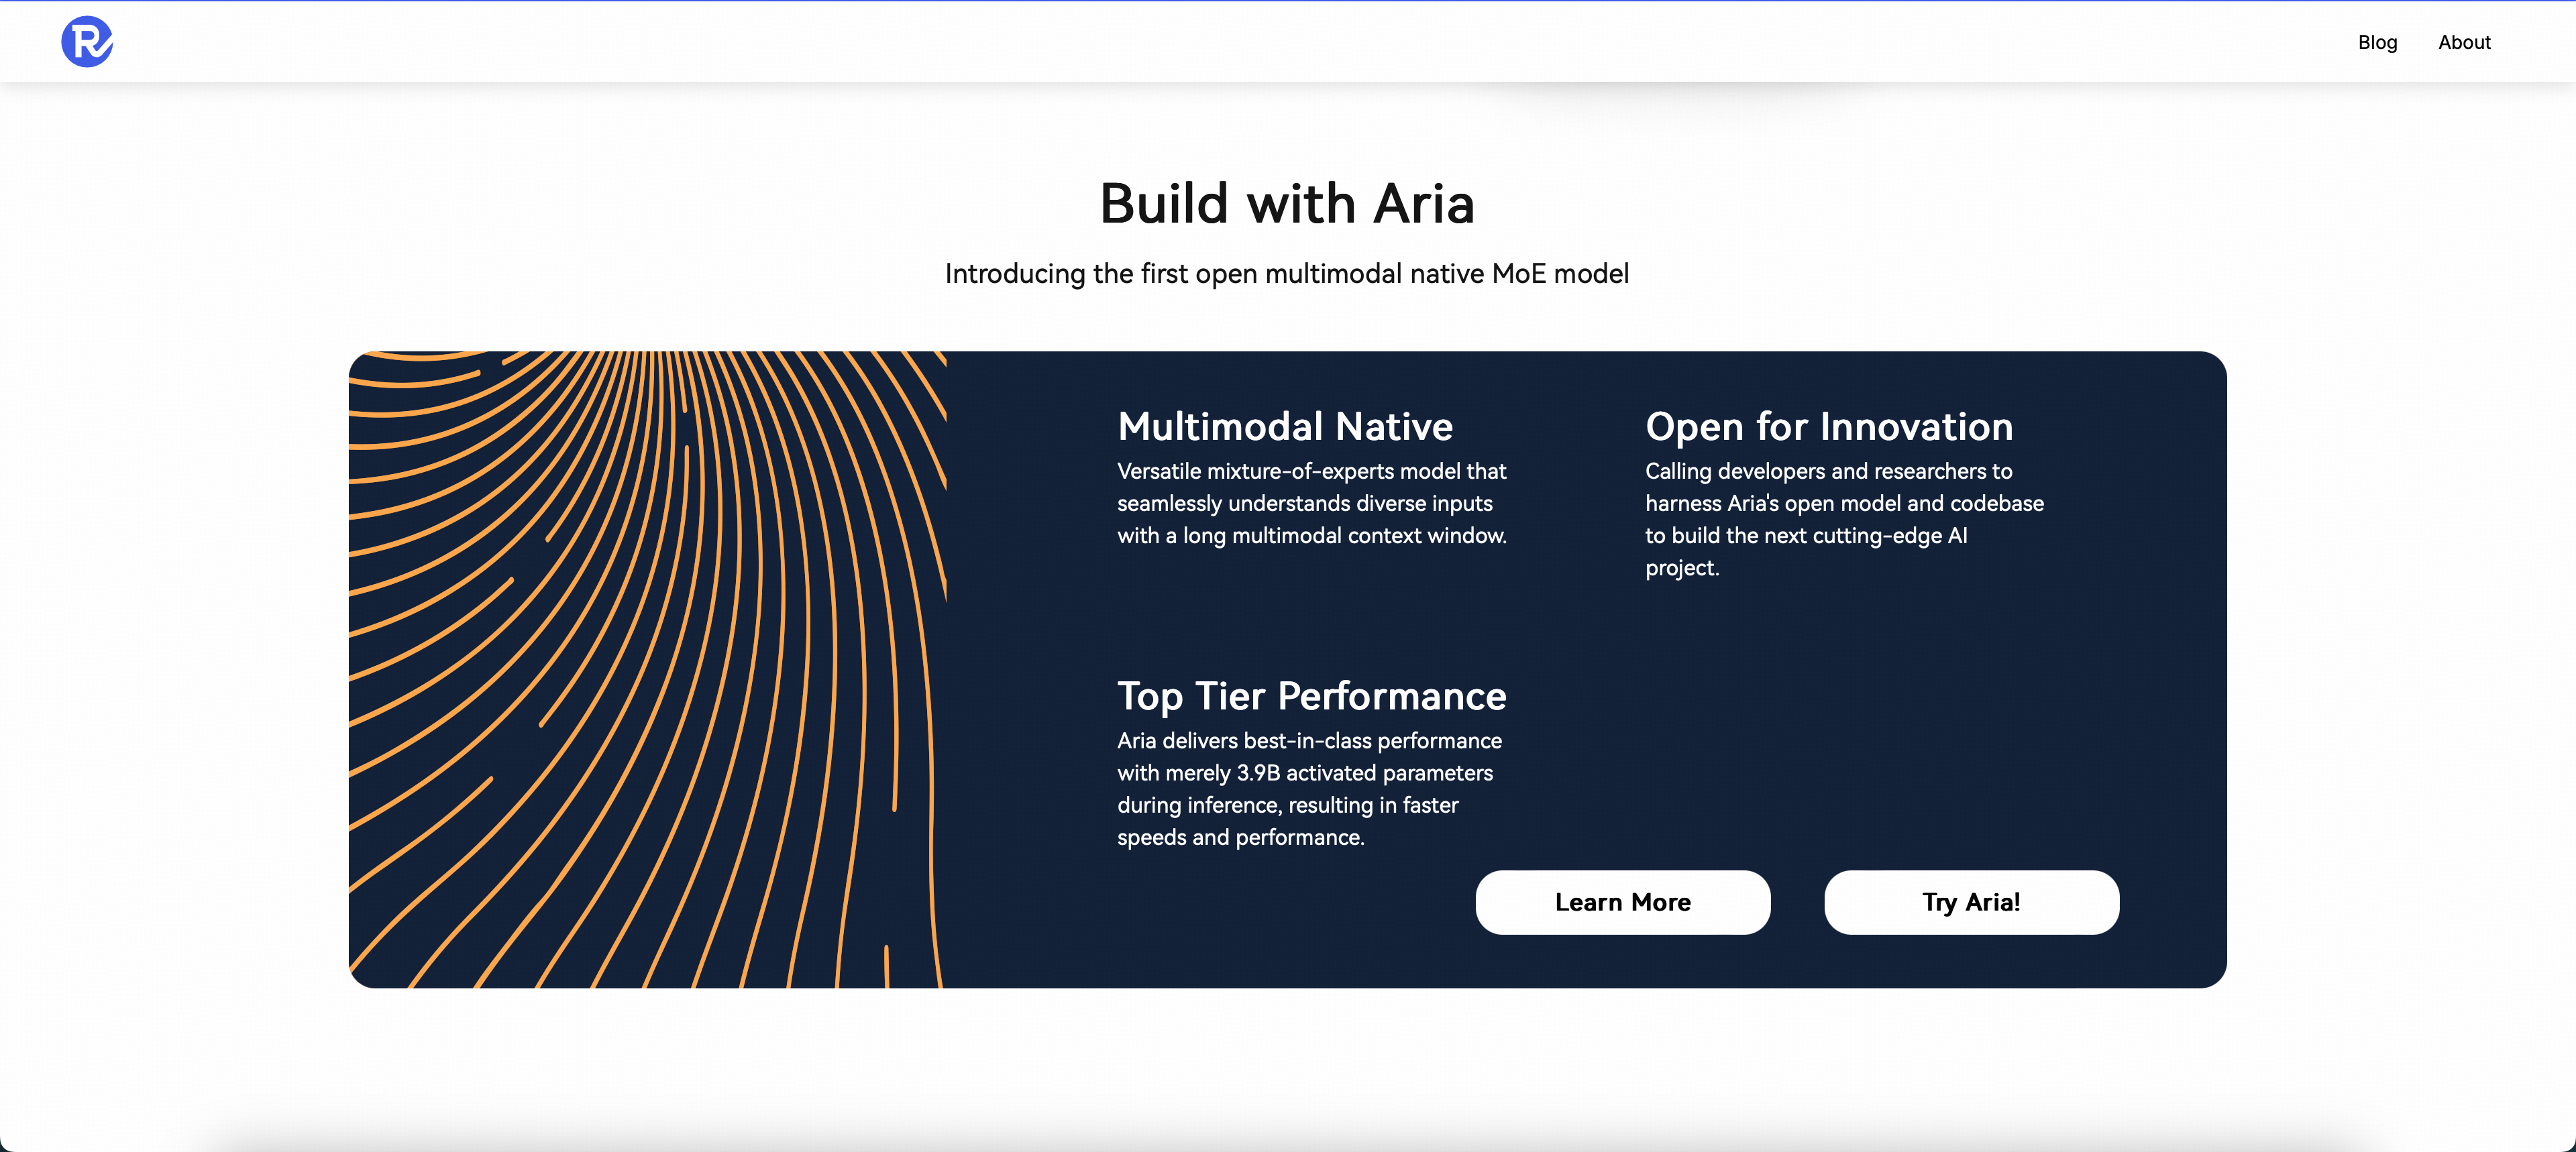 R
Blog
About
Build with Aria
Introducing the first open multimodal native MoE model
Multimodal Native
Versatile mixture-of-experts model that
seamlessly understands diverse inputs
with a long multimodal context window.
Open for Innovation
Calling developers and researchers to
harness Aria's open model and codebase
to build the next cutting-edge AI
project.
Top Tier Performance
Aria delivers best-in-class performance
with merely 3.9B activated parameters
during inference, resulting in faster
speeds and performance.
Learn More
Try Aria!